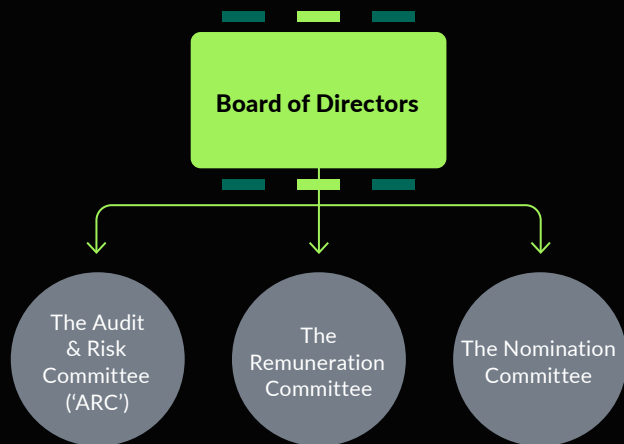 Board of Directors
The Audit
& Risk
Committee
(‘ARC’)
The
Remuneration
Committee
The Nomination
Committee